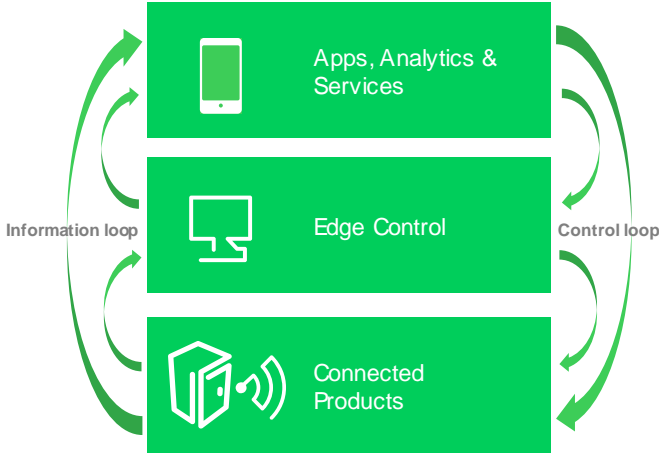 Apps, Analytics &
Services
Information loop
Edge Control
Control loop
Connected
Products